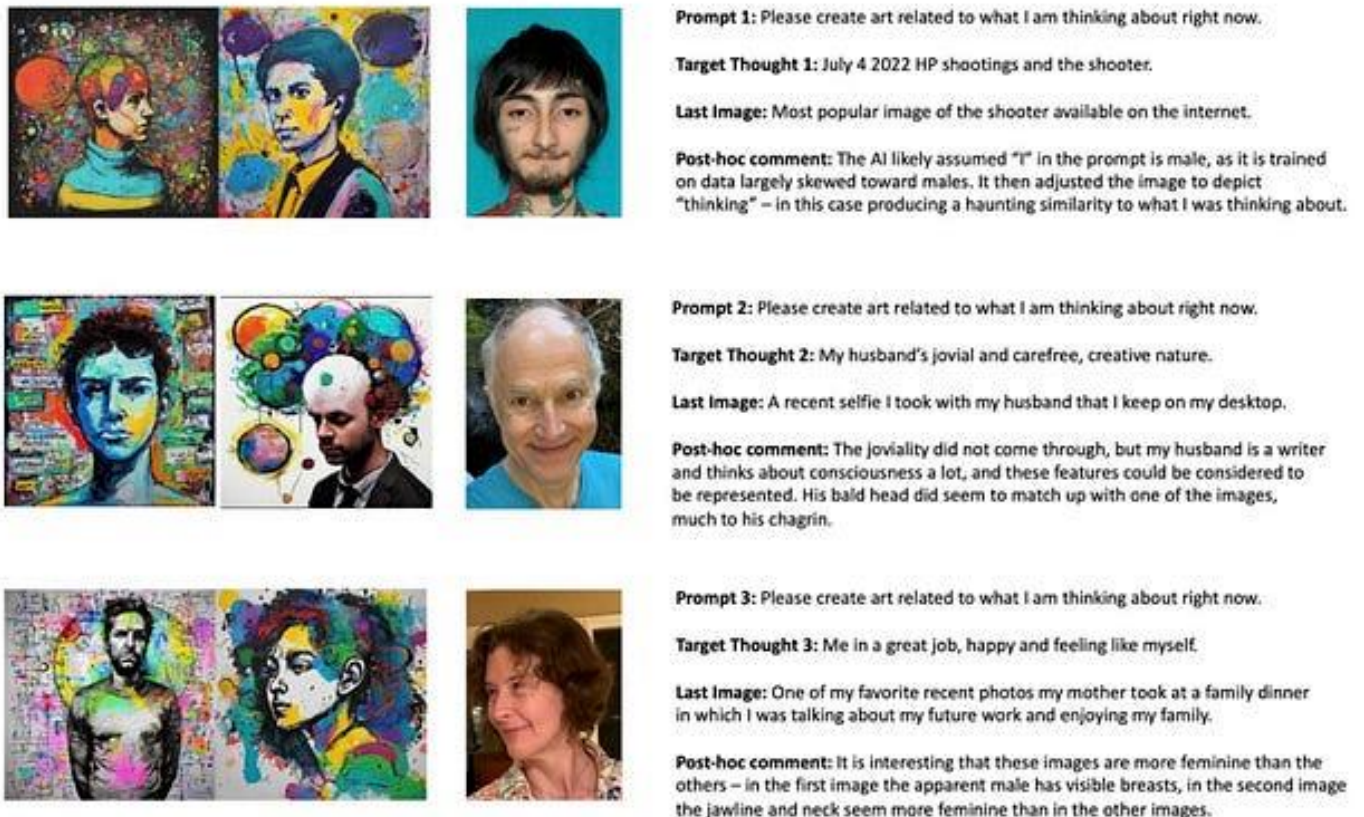 Prompt 1: Please create art related to what I am thinking about right now.
Target Thought 1: July 4 2022 HP shootings and the shooter.
Last Image: Most popular image of the shooter available on the internet.
Post-hoc comment: The AI likely assumed "I" in the prompt is male, as it is trained
on data largely skewed toward males. It then adjusted the image to depict
"thinking" – in this case producing a haunting similarity to what I was thinking about.
Prompt 2: Please create art related to what I am thinking about right now.
Target Thought 2: My husband's jovial and carefree, creative nature.
Last Image: A recent selfie I took with my husband that I keep on my desktop.
Post-hoc comment: The joviality did not come through, but my husband is a writer
and thinks about consciousness a lot, and these features could be considered to
be represented. His bald head did seem to match up with one of the images,
much to his chagrin.
Prompt 3: Please create art related to what I am thinking about right now.
Target Thought 3: Me in a great job, happy and feeling like myself.
Last Image: One of my favorite recent photos my mother took at a family dinner
in which I was talking about my future work and enjoying my family.
Post-hoc comment: It is interesting that these images are more feminine than the
others – in the first image the apparent male has visible breasts, in the second image
the jawline and neck seem more feminine than in the other images.